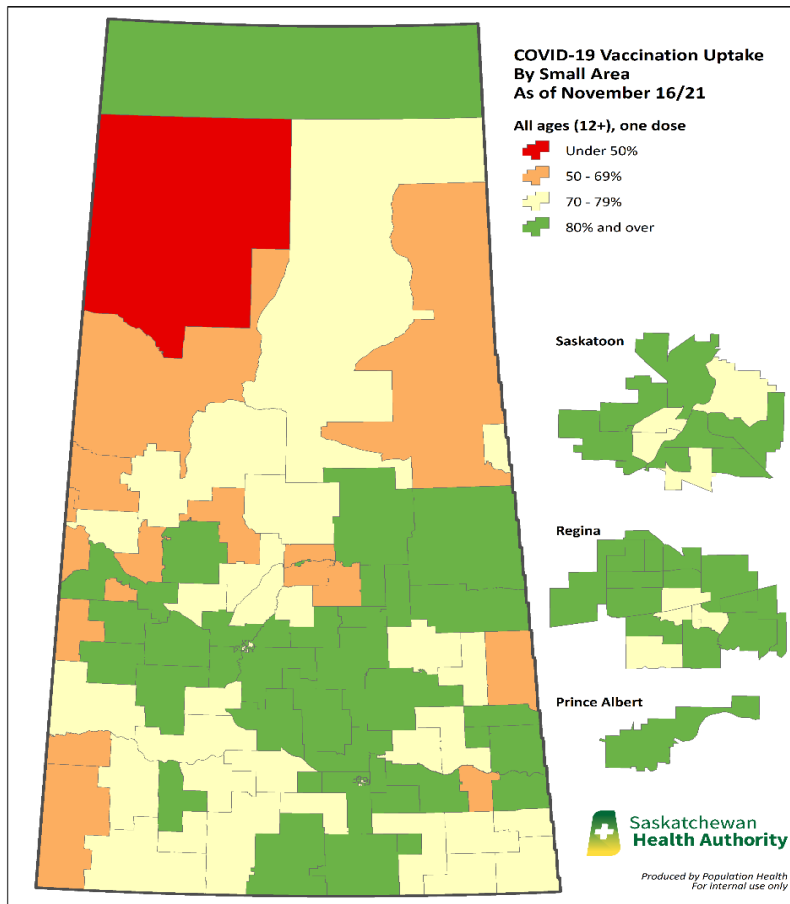 COVID-19 Vaccination Uptake
By Small Area
As of November 16/21
All ages (12+), one dose
Under 50%
50 - 69%
70 - 79%
80% and over
Saskatoon
Regina
Prince Albert
Saskatchewan
Health Authority
Produced by Population Health
For internal use only